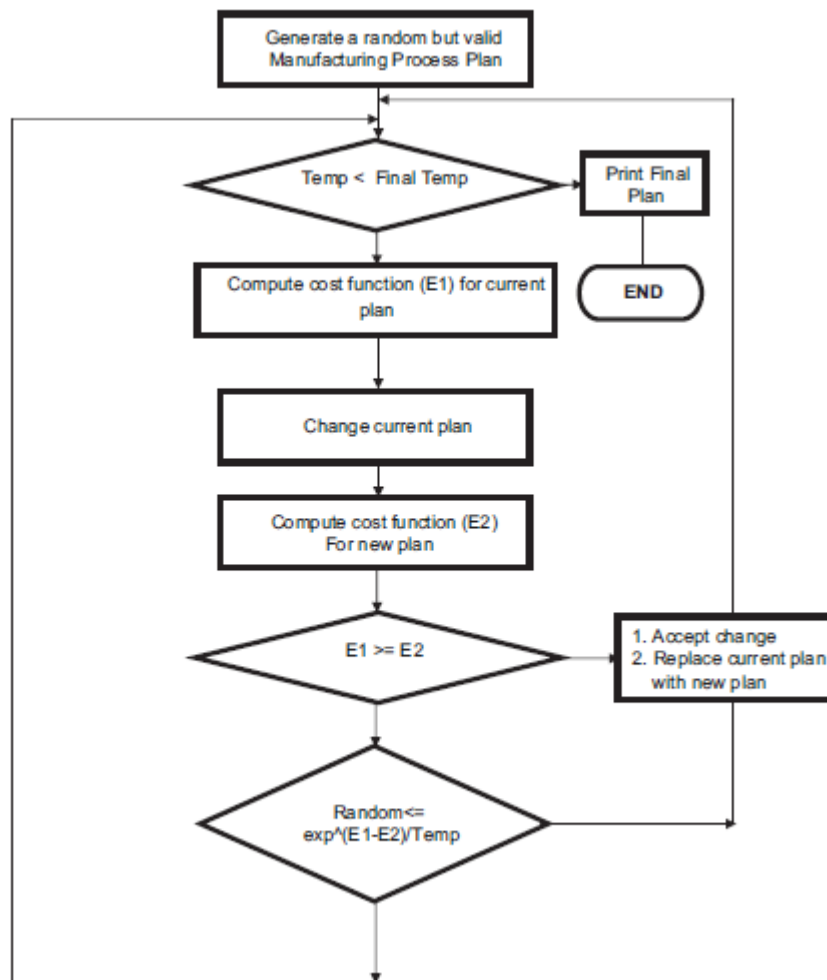 Generate a random but valid
Manufacturing Process Plan
Temp < Final Temp
Print Final
Plan
Compute cost function (E1) for current
plan
END
Change current plan
Compute cost function (E2)
For new plan
E1 >= E2
1. Accept change
2. Replace current plan
with new plan
Random<=
exp^(E1-E2)/Temp